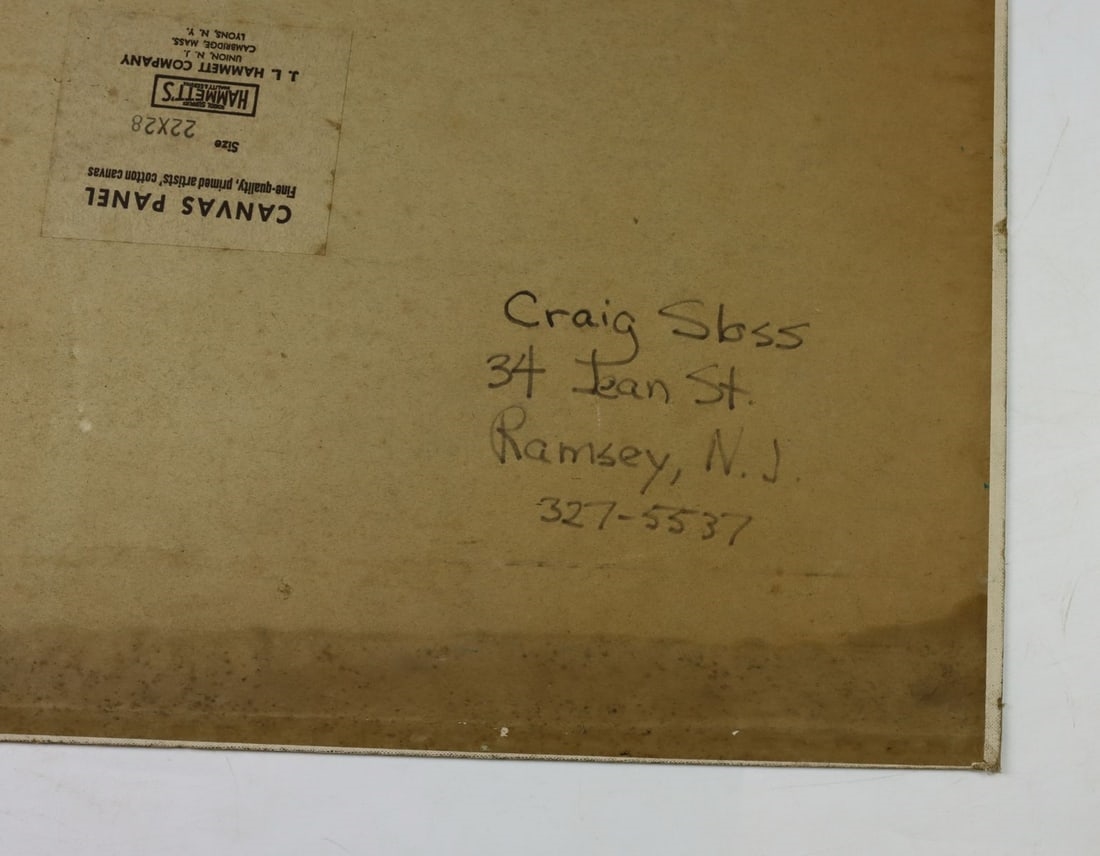 CANVAS PANEL
Fine-quality, primed artists' cotton canvas
Size 22X28
HAMMETT'S
J. L. HAMMETT COMPANY
UNION, N. J.
CAMBRIDGE, MASS.
LYONS, N. Y.
Craig Sloss
34 Jean St.
Ramsey, N.J.
327-5537